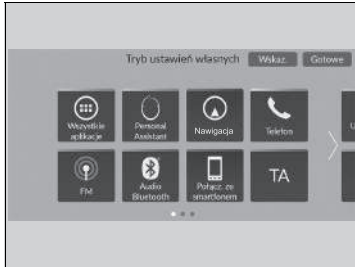 Tryb ustawień własnych Wskaz. Gotowe
Wszystkie aplikacje
Personal Assistant
Nawigacja
Telefon
FM
Audio Bluetooth
Połącz. ze smartfonem
TA